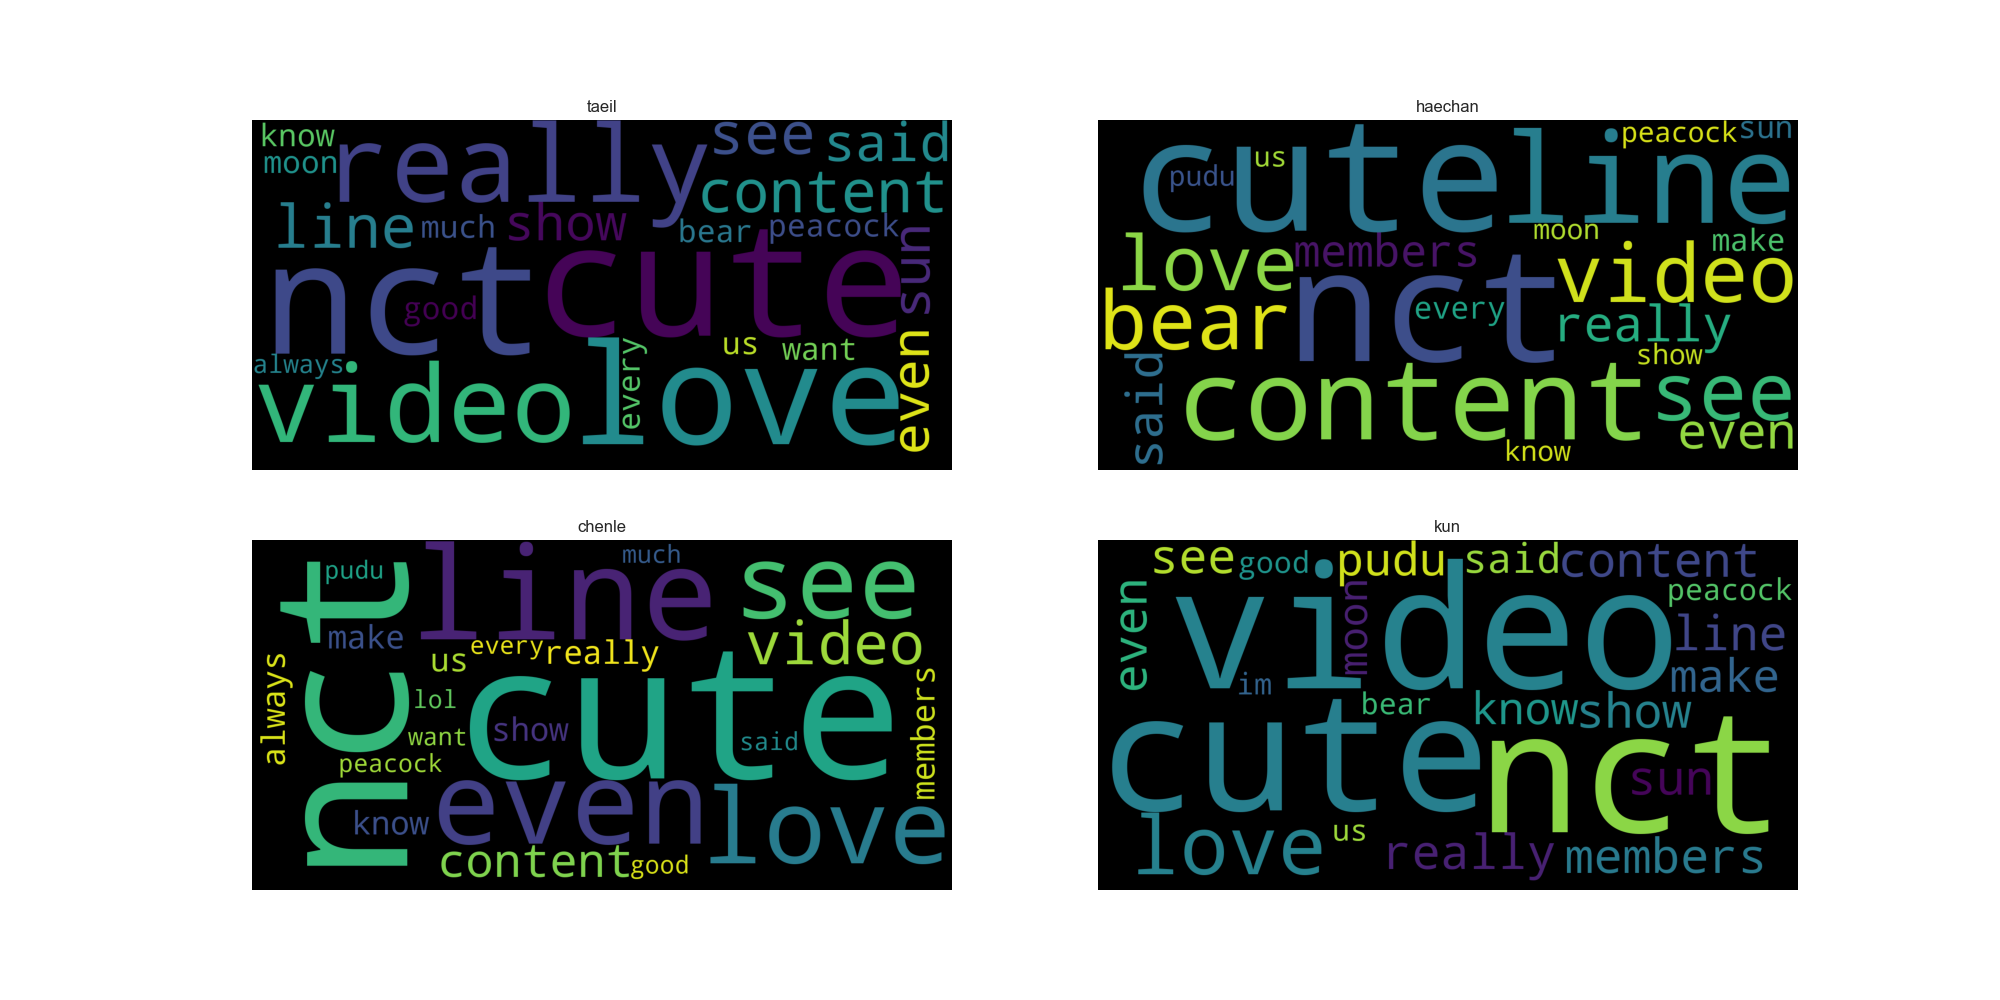 taeil
know
really
see
said
moon
content
line
much
show
bear
peacock
sun
nct
cute
good
us
want
always
every
even
video
love
haechan
cute
line
peacock
sun
us
pudu
moon
make
love
members
video
bear
nct
every
really
show
said
content
see
even
know
chenle
pudu
line
much
see
nct
make
every
really
video
us
always
cute
members
lol
want
show
said
peacock
even
love
know
content
good
kun
see
good
pudu
said
content
even
video
moon
peacock
line
im
make
bear
know
show
cute
nct
sun
love
us
really
members